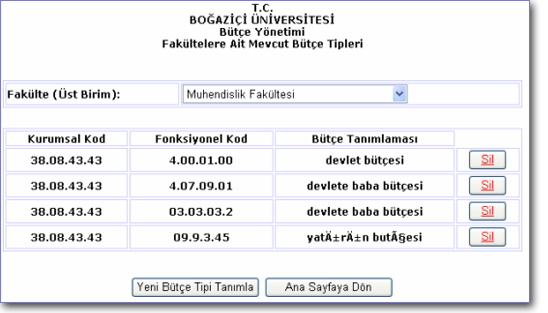 T.C.
BOĞAZİÇİ ÜNİVERSİTESİ
Bütçe Yönetimi
Fakültelere Ait Mevcut Bütçe Tipleri
Fakülte (Üst Birim): Muhendislik Fakültesi
Kurumsal Kod Fonksiyonel Kod Bütçe Tanımlaması
38.08.43.43 4.00.01.00 devlet bütçesi Sil
38.08.43.43 4.07.09.01 devlete baba bütçesi Sil
38.08.43.43 03.03.03.2 devlete baba bütçesi Sil
38.08.43.43 09.9.3.45 yatÄ±rÄ±n butÃ§esi Sil
Yeni Bütçe Tipi Tanımla Ana Sayfaya Dön